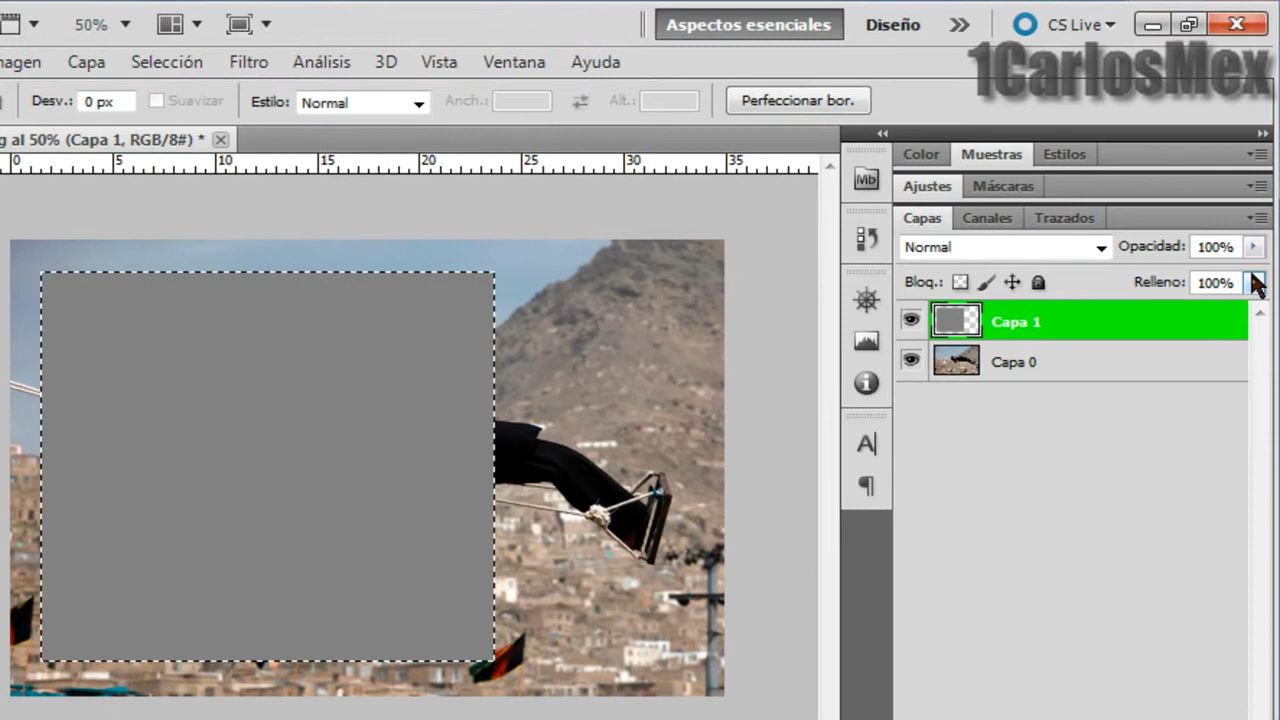 50% Aspectos esenciales Diseño CS Live
1CarlosMex
magen Capa Selección Filtro Análisis 3D Vista Ventana Ayuda
Desv.: 0 px Suavizar Estilo: Normal Anch.: Alt.: Perfeccionar bor.
g al 50% (Capa 1, RGB/8#) *
0 5 10 15 20 25 30 35
Color Muestras Estilos
Mb
Ajustes Máscaras
Capas Canales Trazados
Normal Opacidad: 100%
Bloq.: Relleno: 100%
Capa 1
Capa 0
A